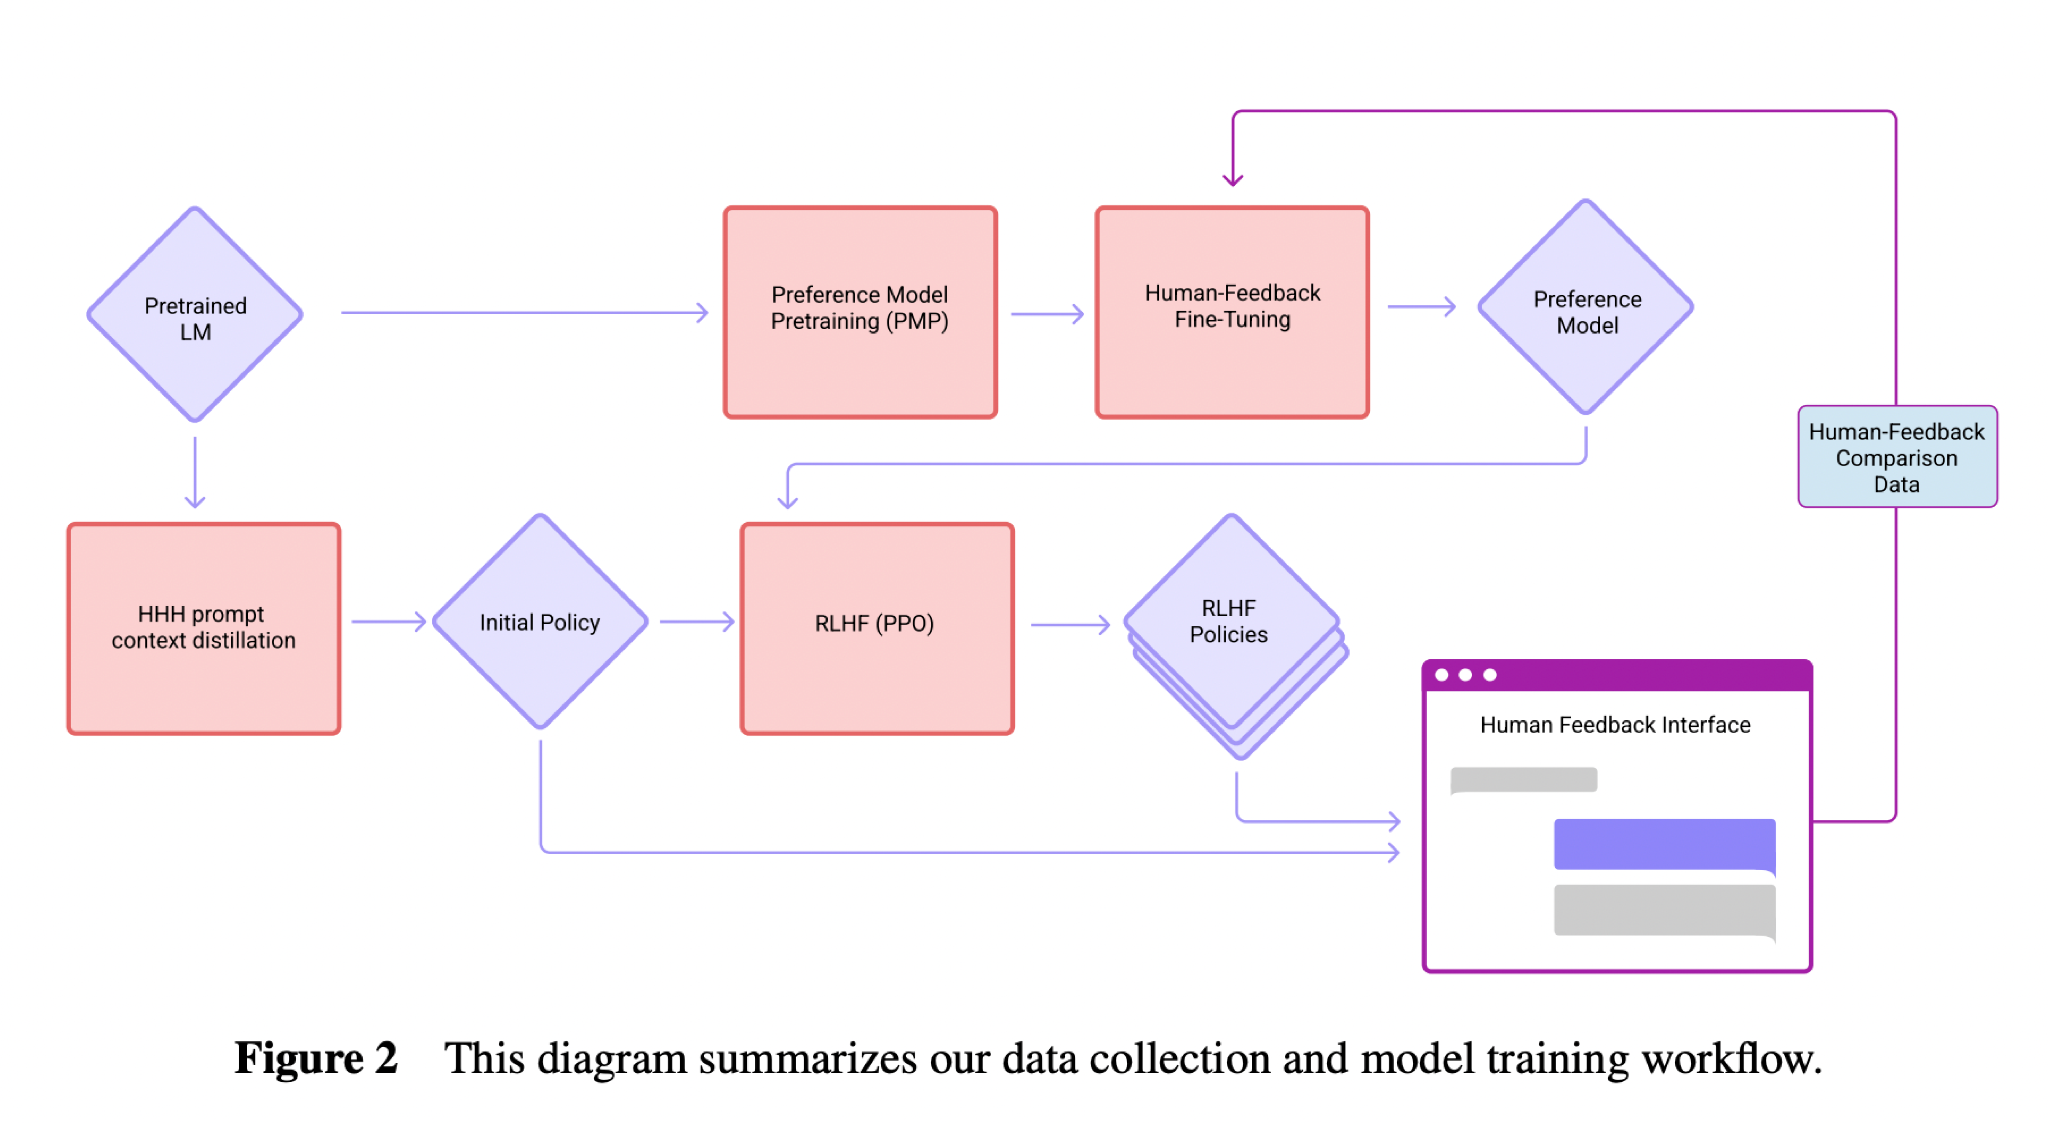 Pretrained
LM
Preference Model
Pretraining (PMP)
Human-Feedback
Fine-Tuning
Preference
Model
Human-Feedback
Comparison
Data
HHH prompt
context distillation
Initial Policy
RLHF (PPO)
RLHF
Policies
Human Feedback Interface
Figure 2 This diagram summarizes our data collection and model training workflow.